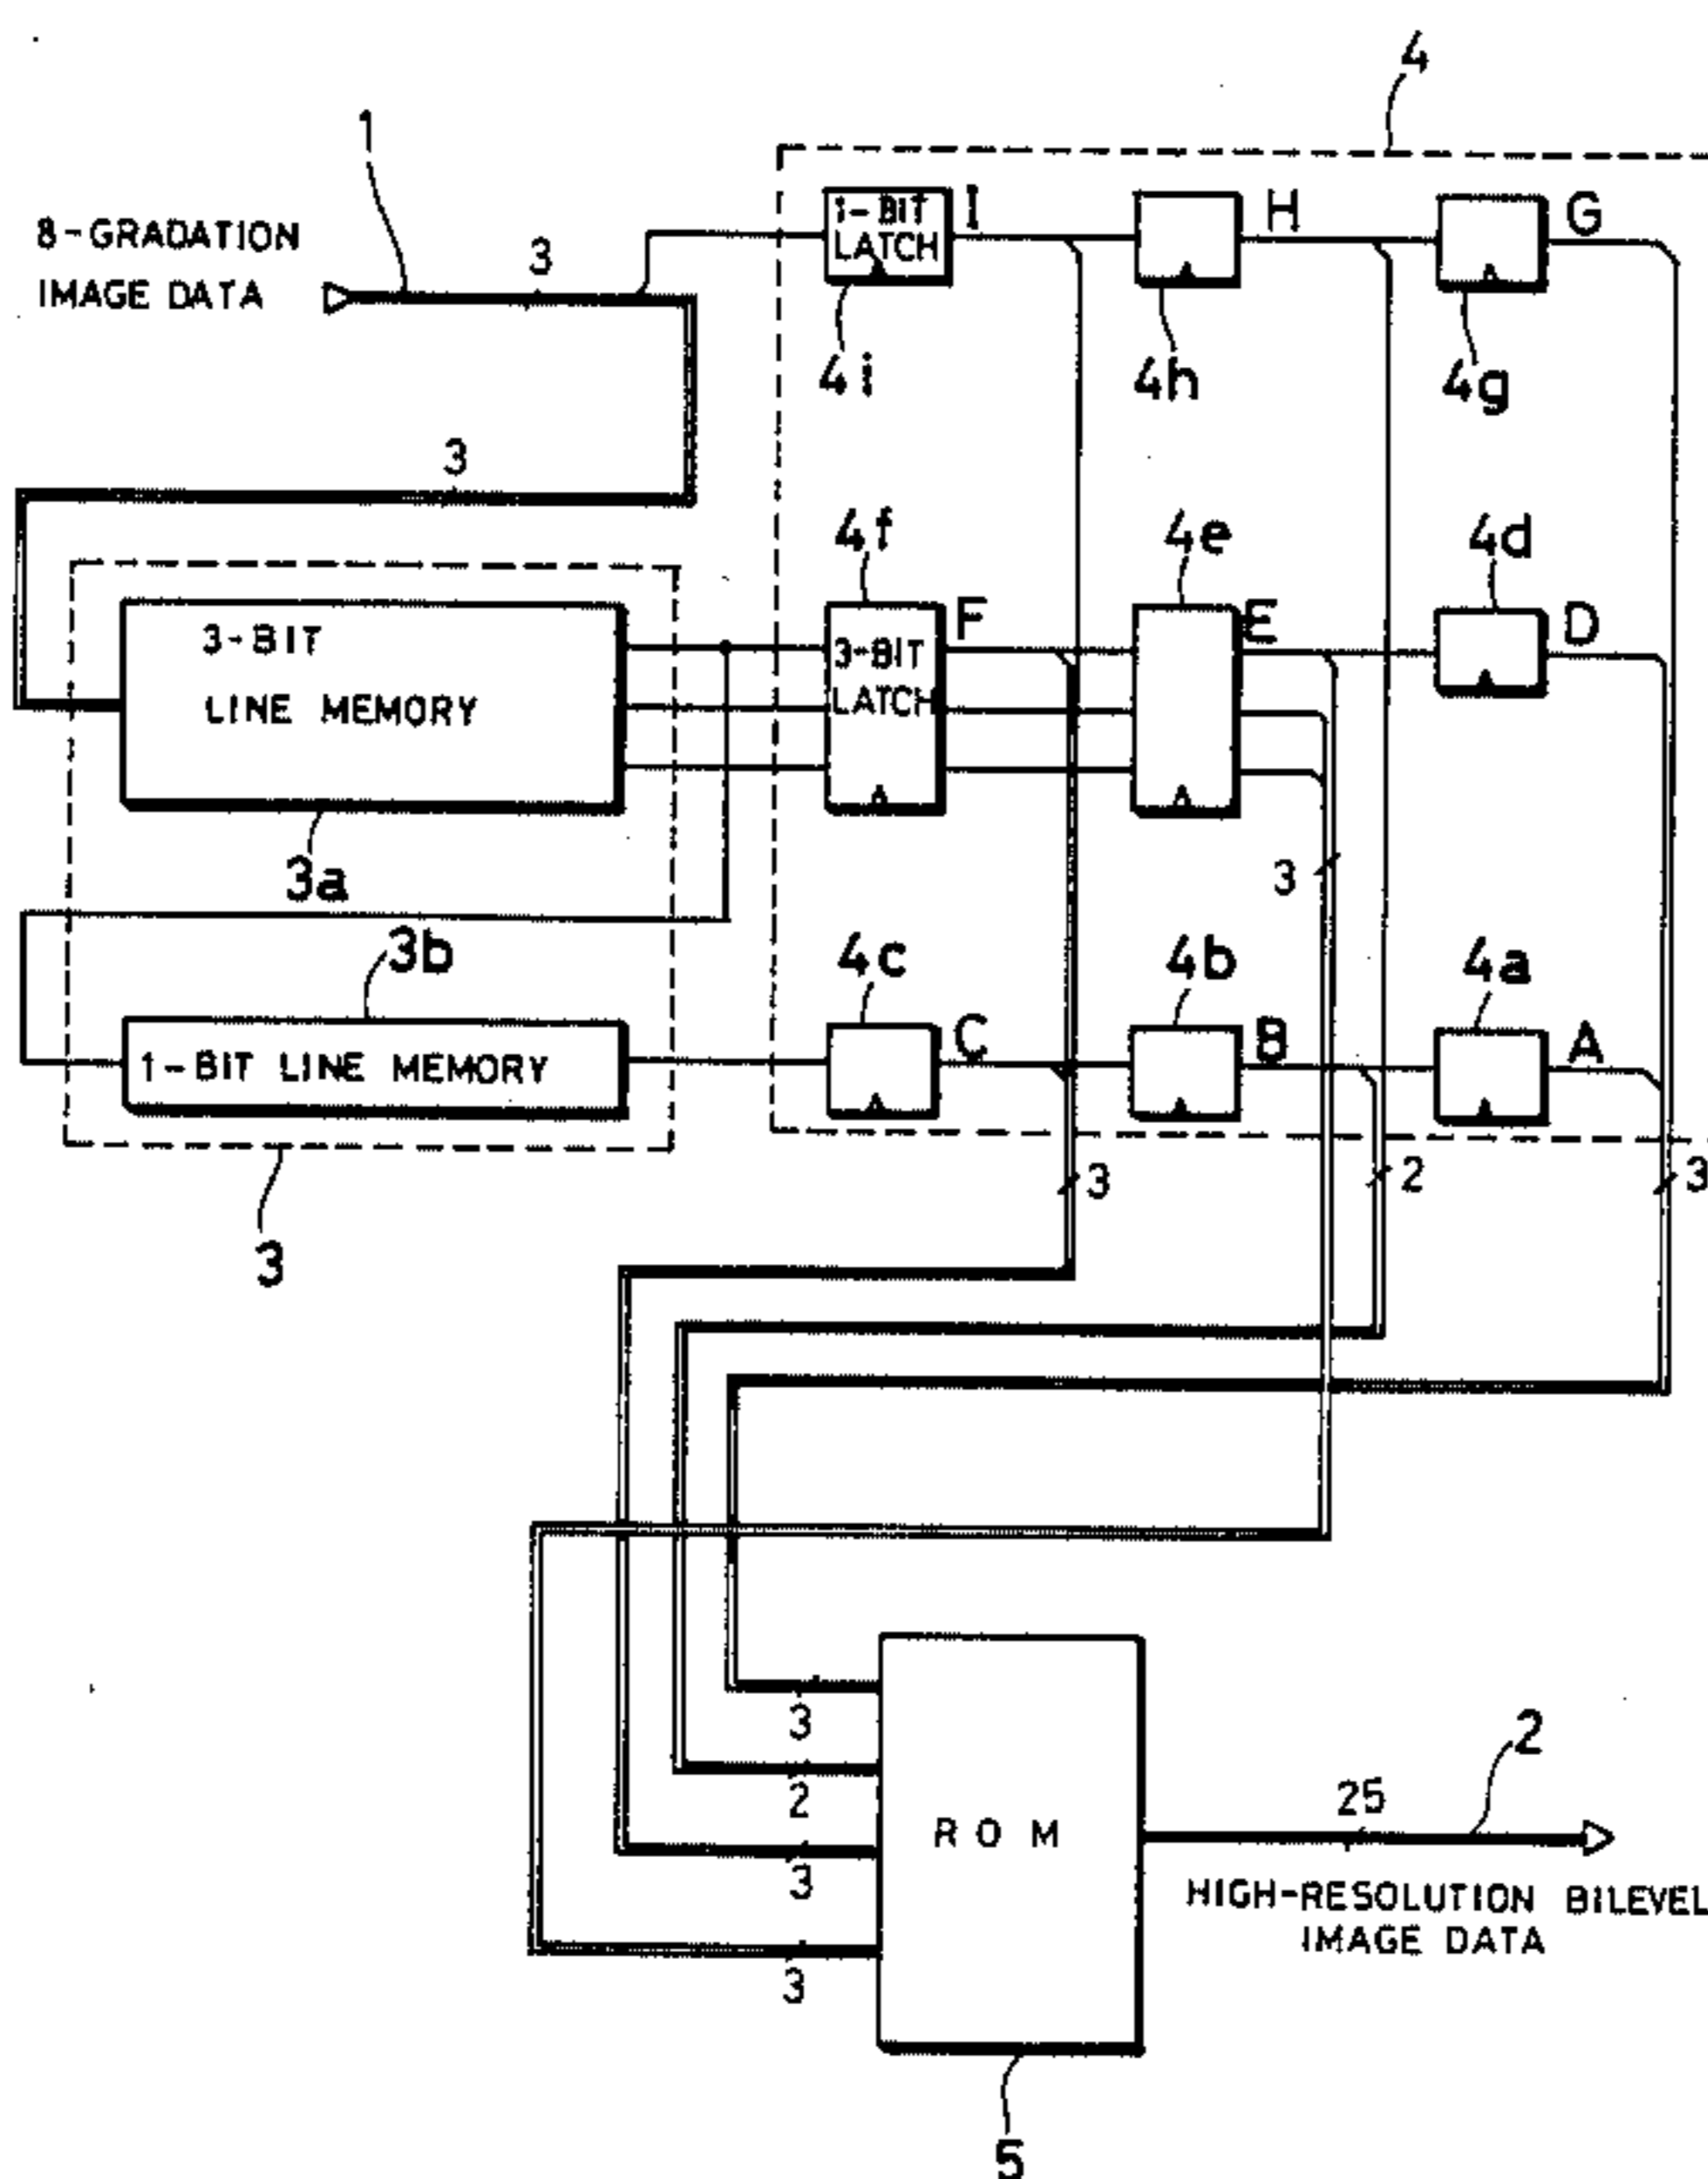 4
1
8-GRADATION
IMAGE DATA
3
1-BIT
LATCH
I
H
G
4i
4h
4g
3
4f
4e
4d
3-BIT
LINE MEMORY
3-BIT
LATCH
F
E
D
3a
3
3b
4c
4b
4a
1-BIT LINE MEMORY
C
B
A
3
3
2
3
3
2
3
3
ROM
25
2
HIGH-RESOLUTION BILEVEL
IMAGE DATA
5